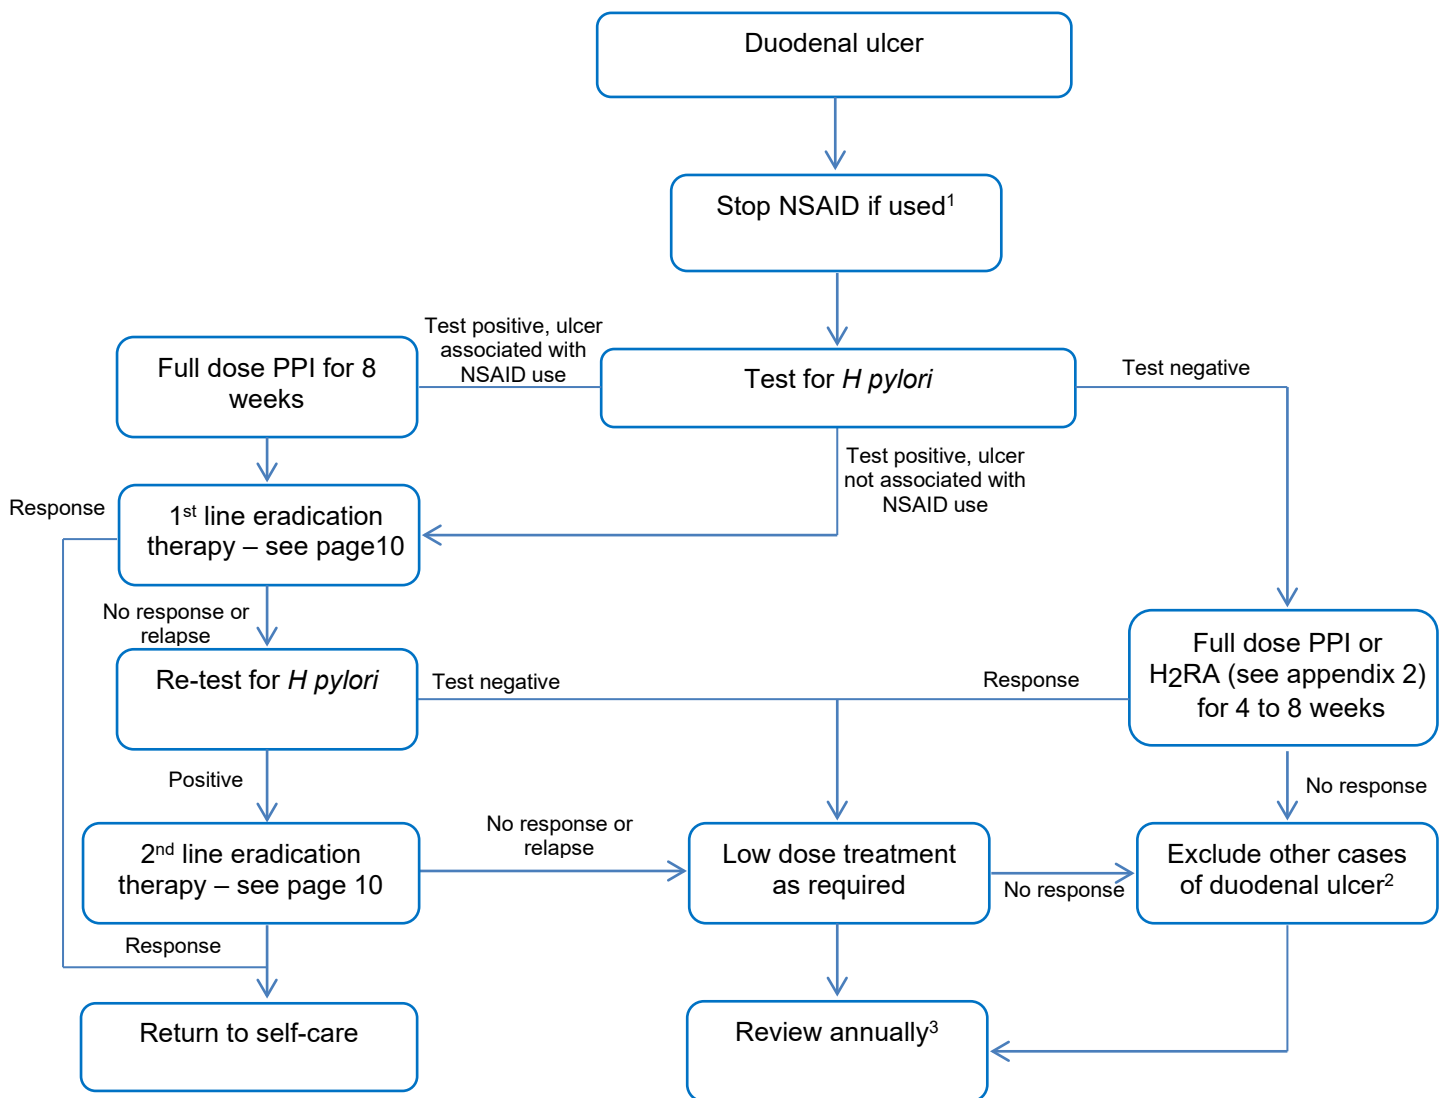 Duodenal ulcer
Stop NSAID if used1
Test positive, ulcer
associated with
NSAID use
Full dose PPI for 8
weeks
Test for H pylori
Test negative
Test positive, ulcer
not associated with
NSAID use
Response
1st line eradication
therapy – see page10
No response or
relapse
Full dose PPI or
H2RA (see appendix 2)
for 4 to 8 weeks
Re-test for H pylori
Test negative
Response
Positive
No response
No response or
relapse
2nd line eradication
therapy – see page 10
Low dose treatment
as required
No response
Exclude other cases
of duodenal ulcer2
Response
Return to self-care
Review annually3